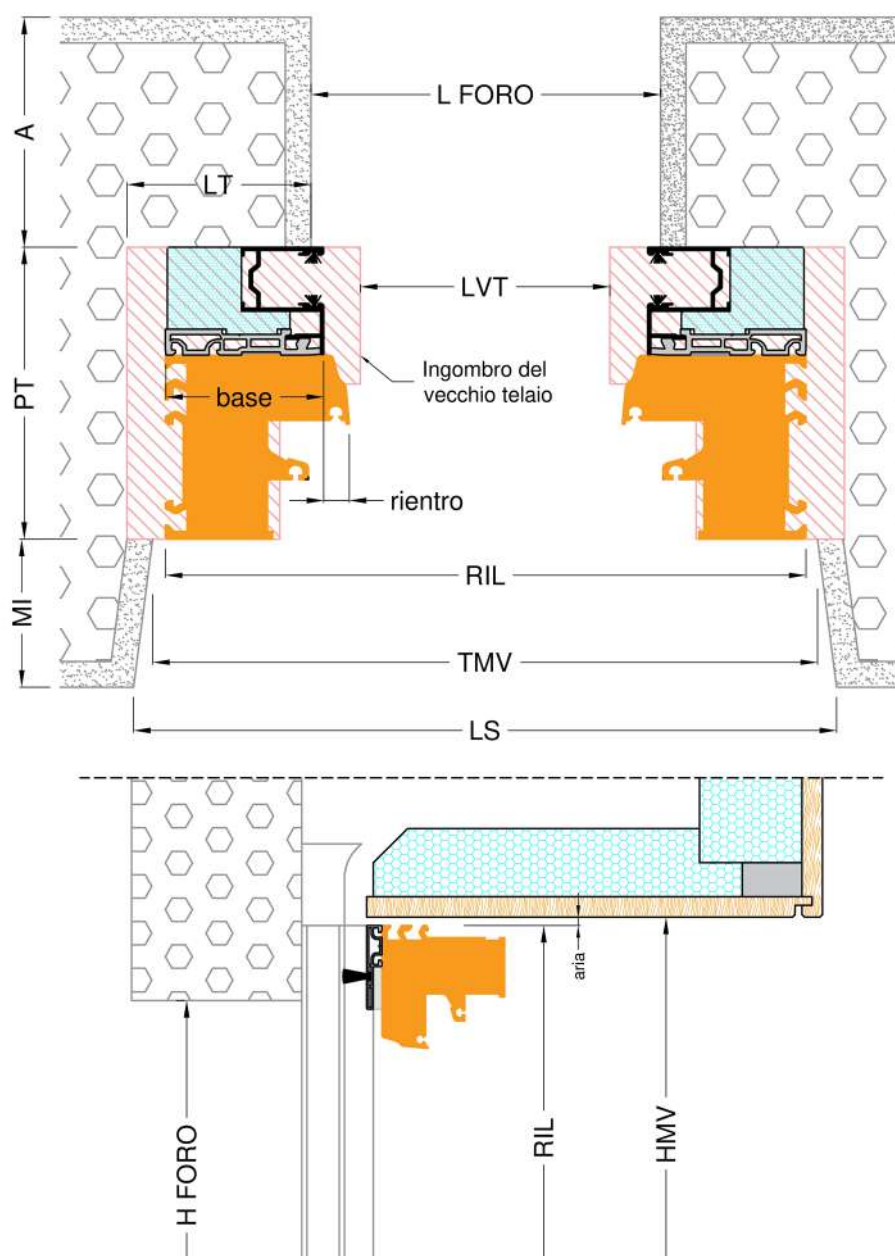 L FORO
A
LT
LVT
Ingombro del
vecchio telaio
PT
base
rientro
RIL
MI
TMV
LS
aria
H FORO
RIL
HMV